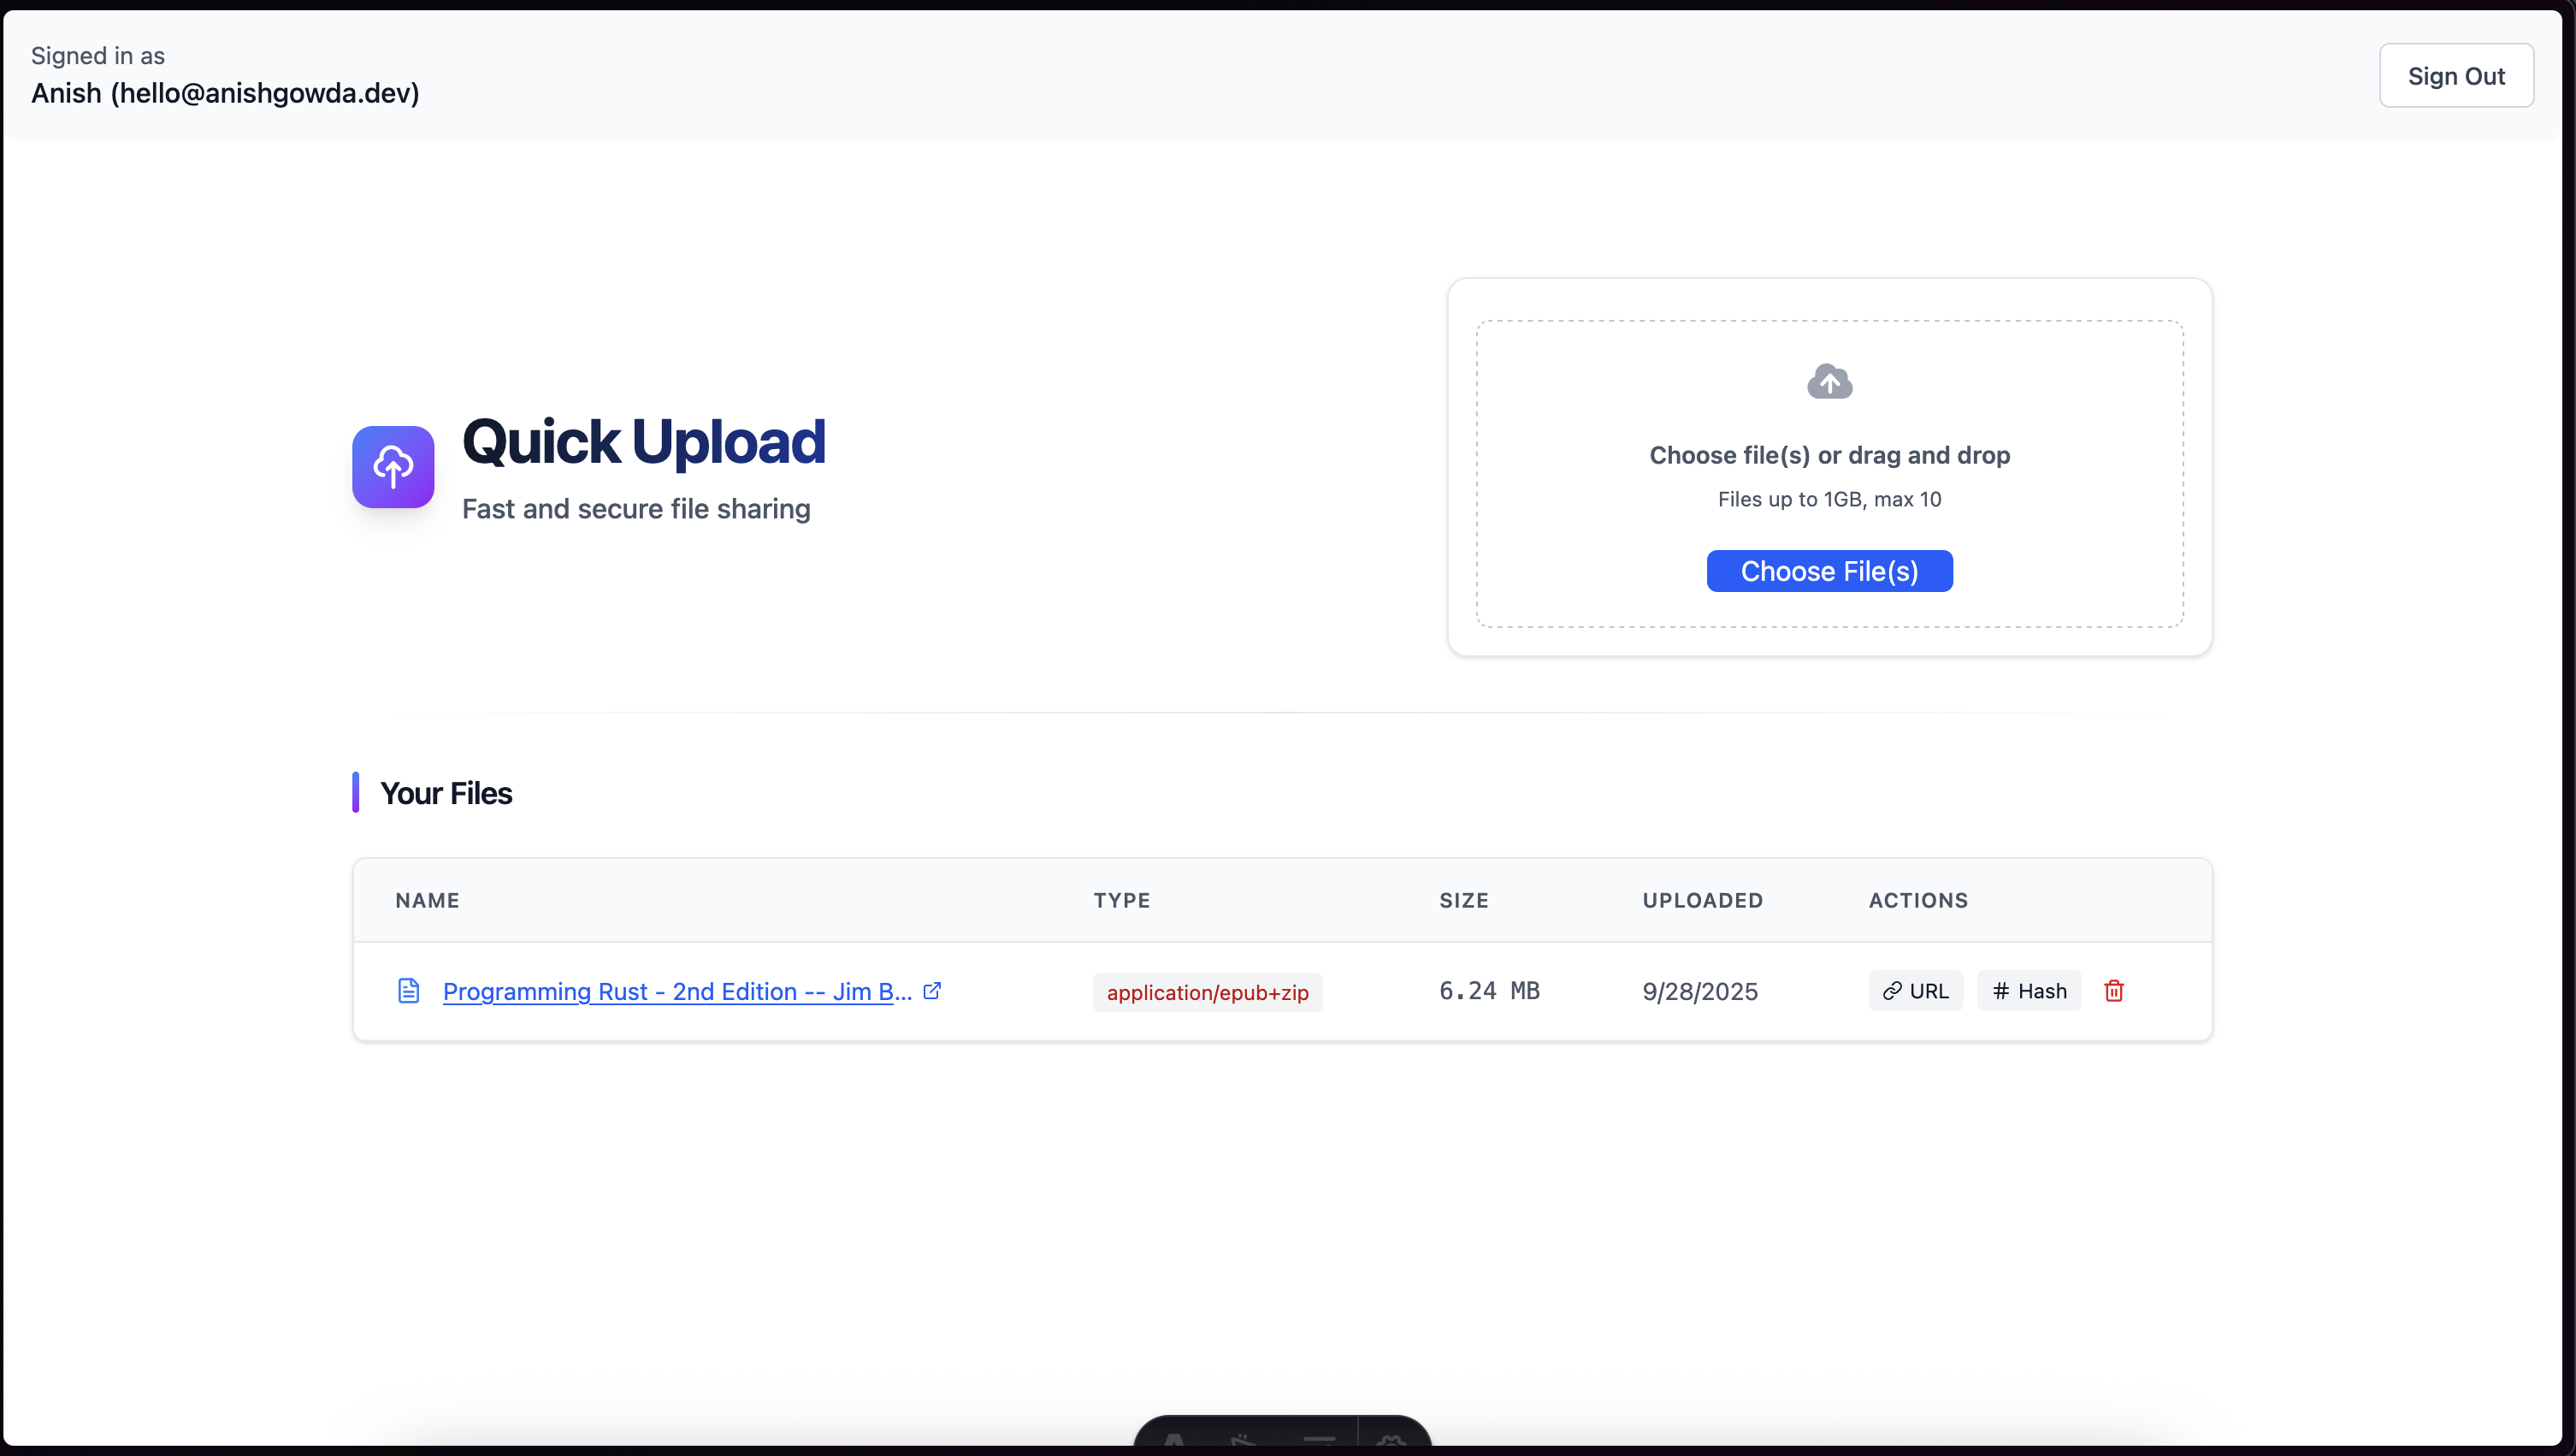 Signed in as
Anish (hello@anishgowda.dev)
Sign Out
Quick Upload
Fast and secure file sharing
Choose file(s) or drag and drop
Files up to 1GB, max 10
Choose File(s)
Your Files
NAME TYPE SIZE UPLOADED ACTIONS
Programming Rust - 2nd Edition -- Jim B... application/epub+zip 6.24 MB 9/28/2025 URL # Hash